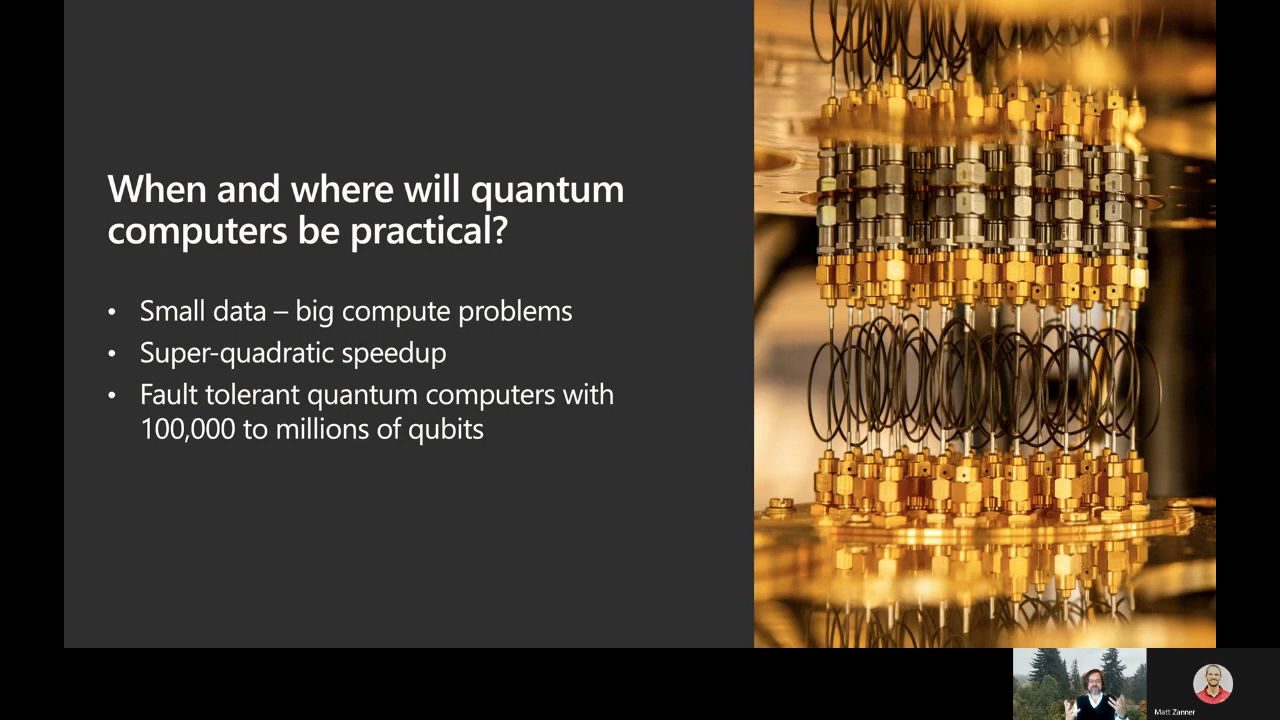 When and where will quantum
computers be practical?
• Small data – big compute problems
• Super-quadratic speedup
• Fault tolerant quantum computers with
100,000 to millions of qubits
Matt Zanner